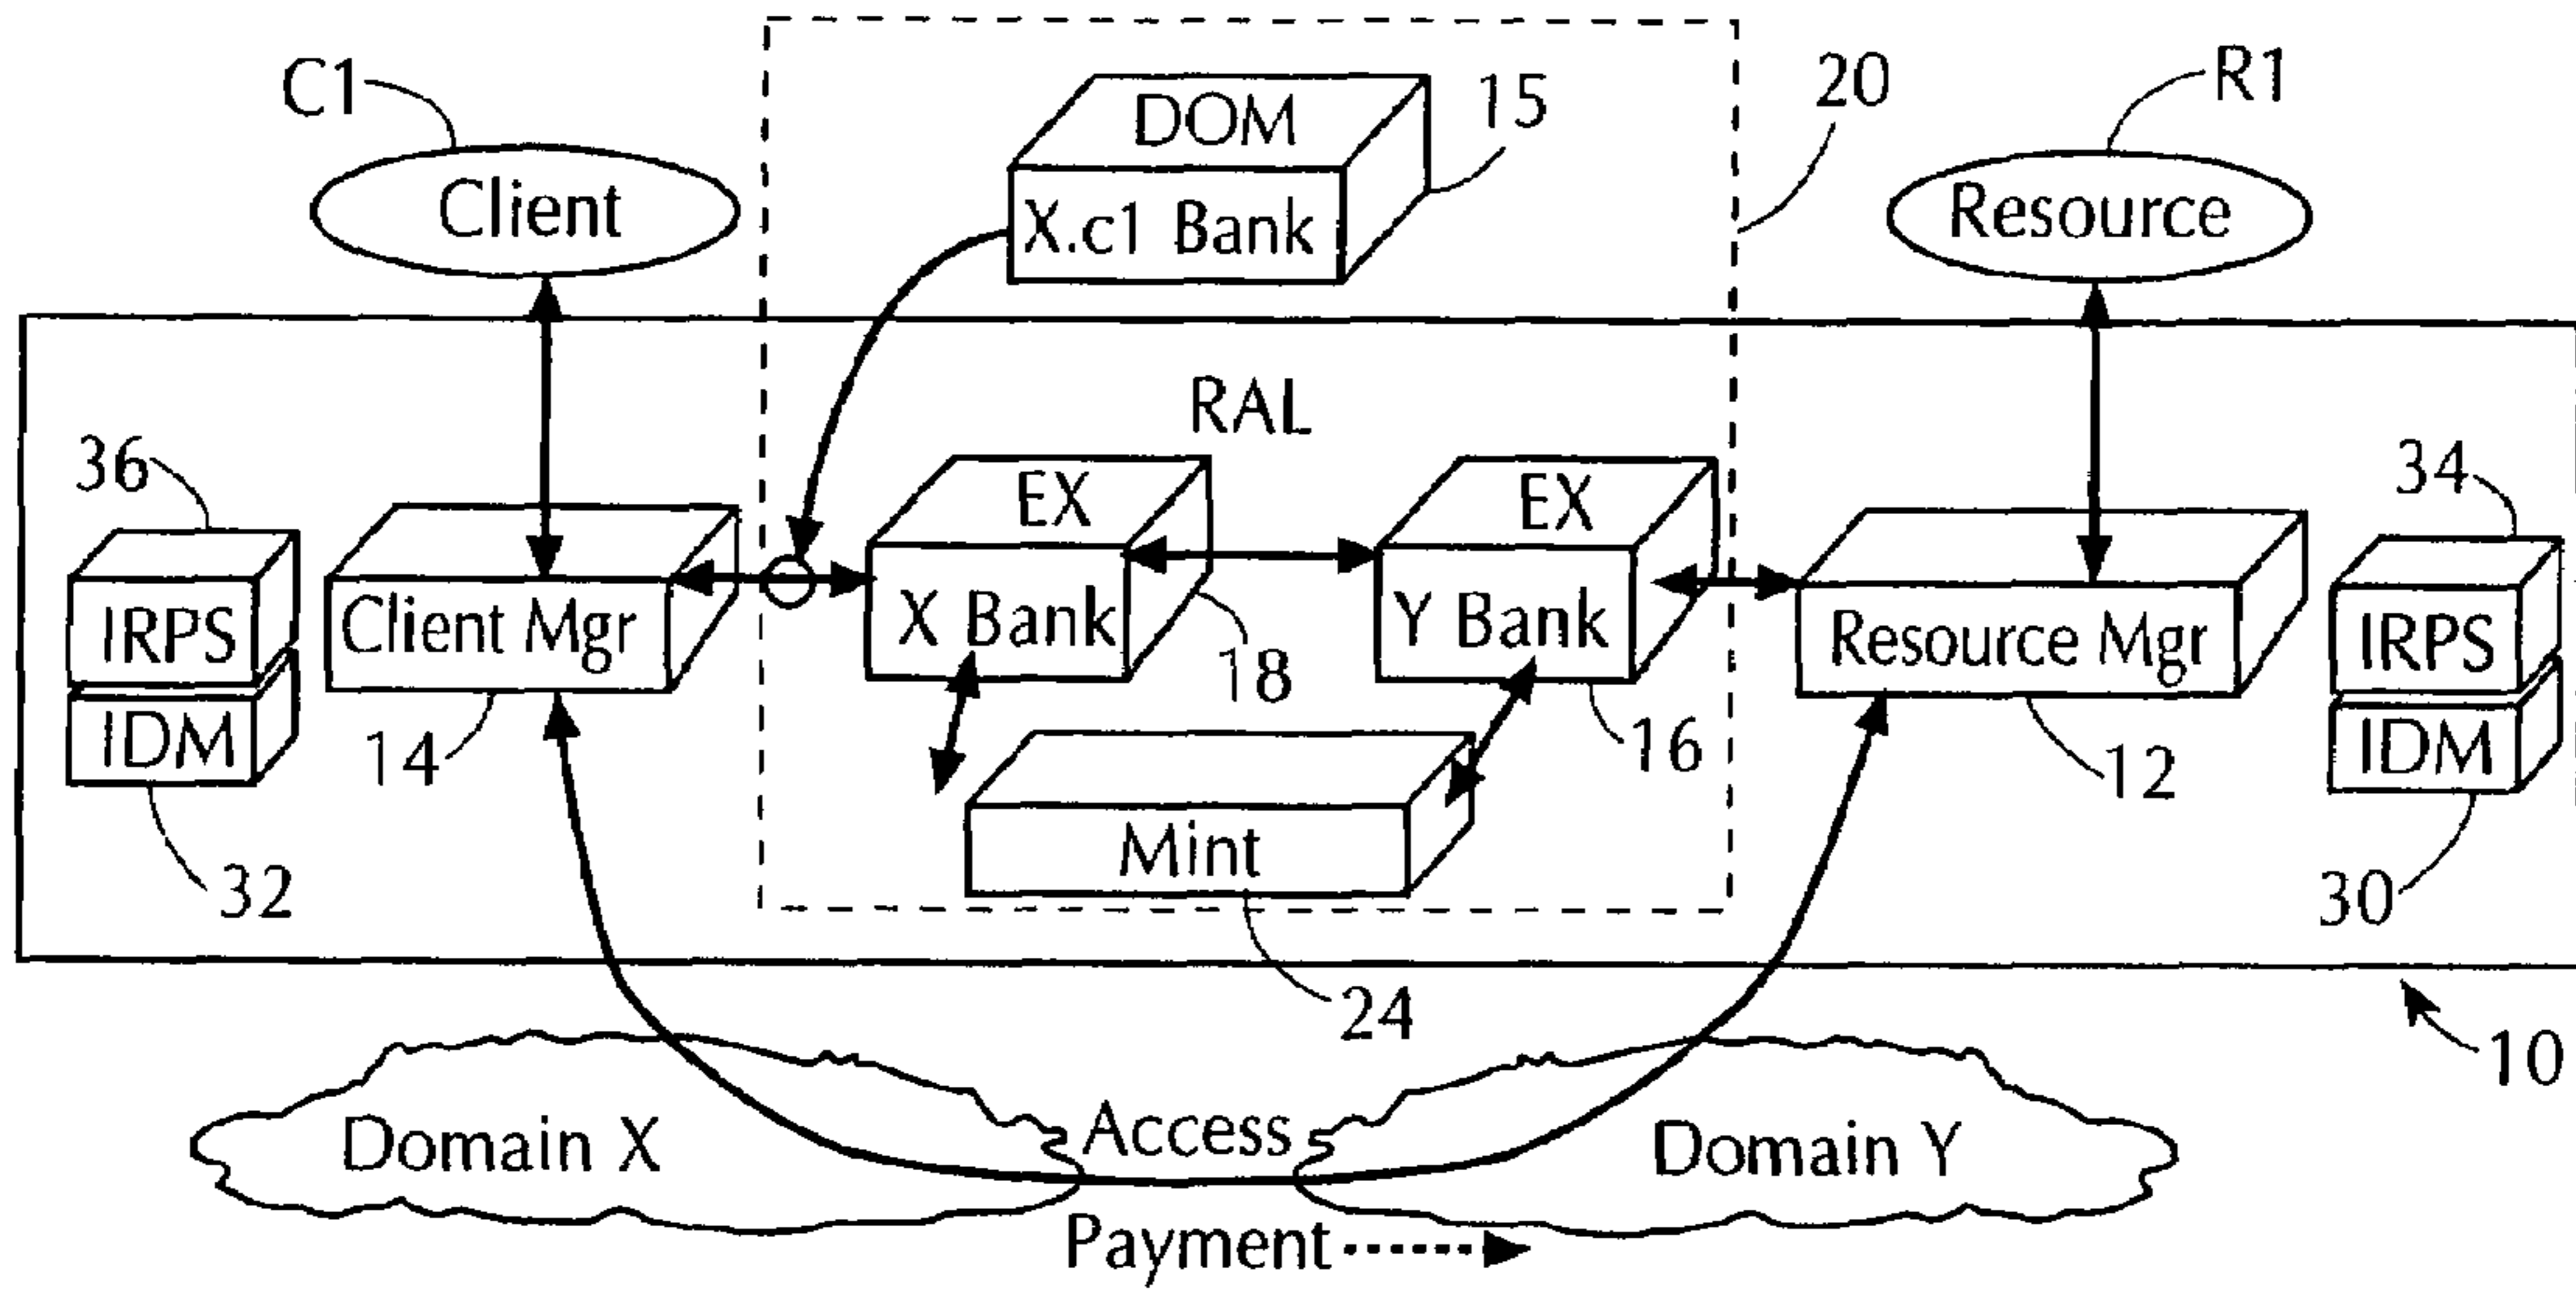 C1
Client
DOM
X.c1 Bank
15
20
R1
Resource
RAL
36
IRPS
IDM
32
Client Mgr
14
EX
X Bank
18
EX
Y Bank
16
Mint
24
Resource Mgr
12
34
IRPS
IDM
30
10
Domain X
Access
Domain Y
Payment